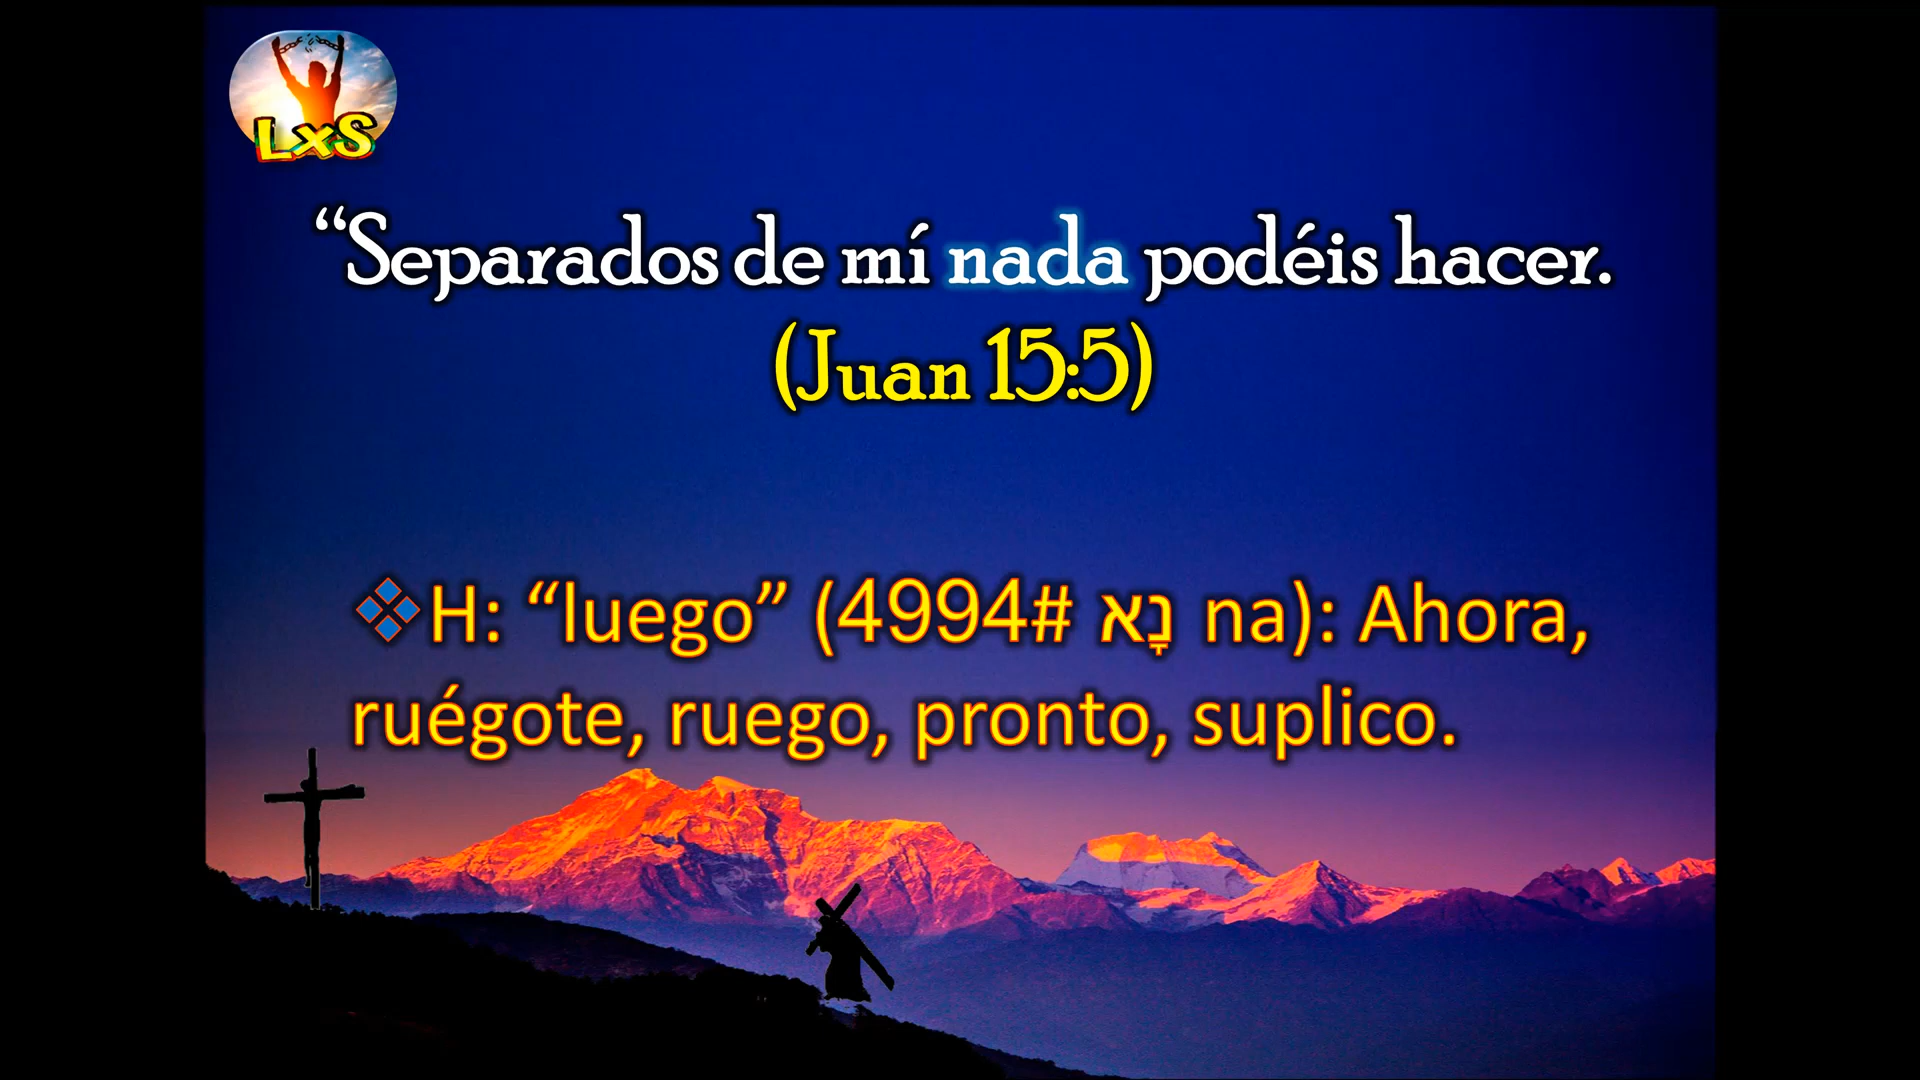 LxS
“Separados de mí nada podéis hacer.
(Juan 15:5)
❖H: “luego” (4994# נָא na): Ahora,
ruégote, ruego, pronto, suplico.